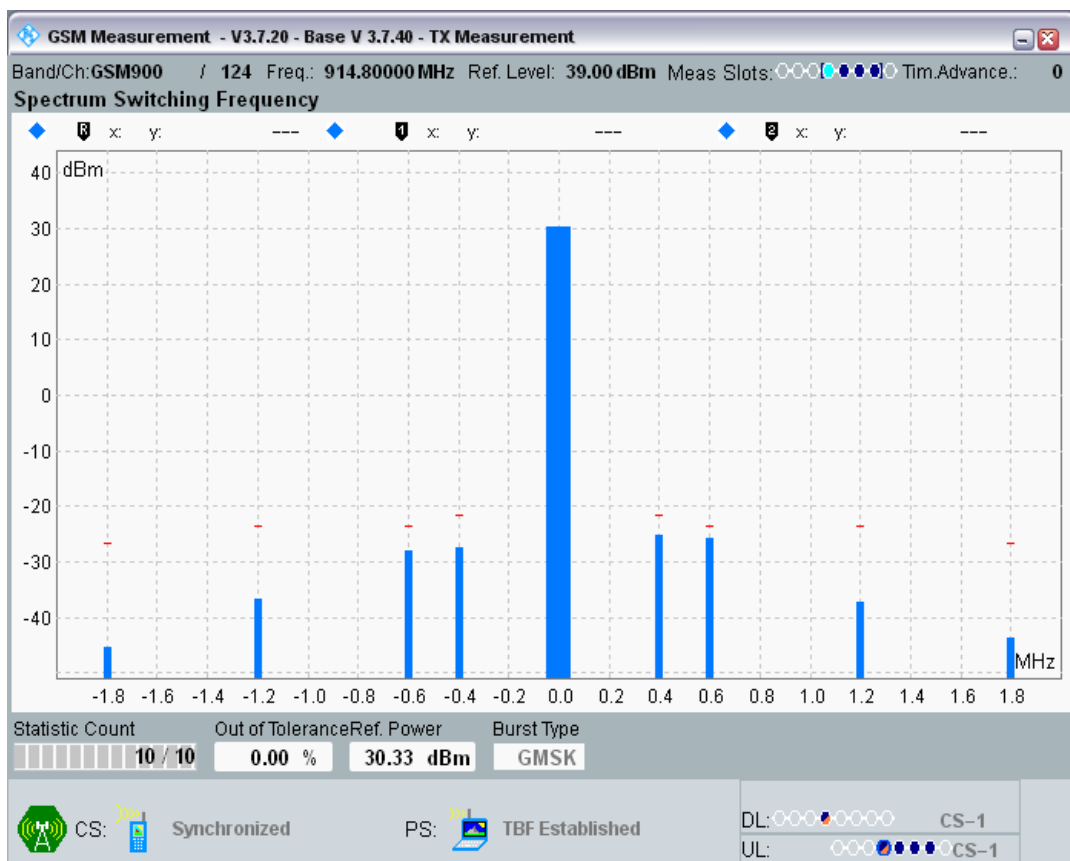 GSM Measurement - V3.7.20 - Base V 3.7.40 - TX Measurement
Band/Ch:GSM900 / 124 Freq.: 914.80000 MHz Ref. Level: 39.00 dBm Meas Slots: Tim.Advance.: 0
Spectrum Switching Frequency
R x: y: --- 1 x: y: --- 2 x: y: ---
40 dBm
30
20
10
0
-10
-20
-30
-40
MHz
-1.8 -1.6 -1.4 -1.2 -1.0 -0.8 -0.6 -0.4 -0.2 0.0 0.2 0.4 0.6 0.8 1.0 1.2 1.4 1.6 1.8
Statistic Count Out of Tolerance Ref. Power Burst Type
10 / 10 0.00 % 30.33 dBm GMSK
CS: Synchronized PS: TBF Established
DL: CS-1
UL: CS-1